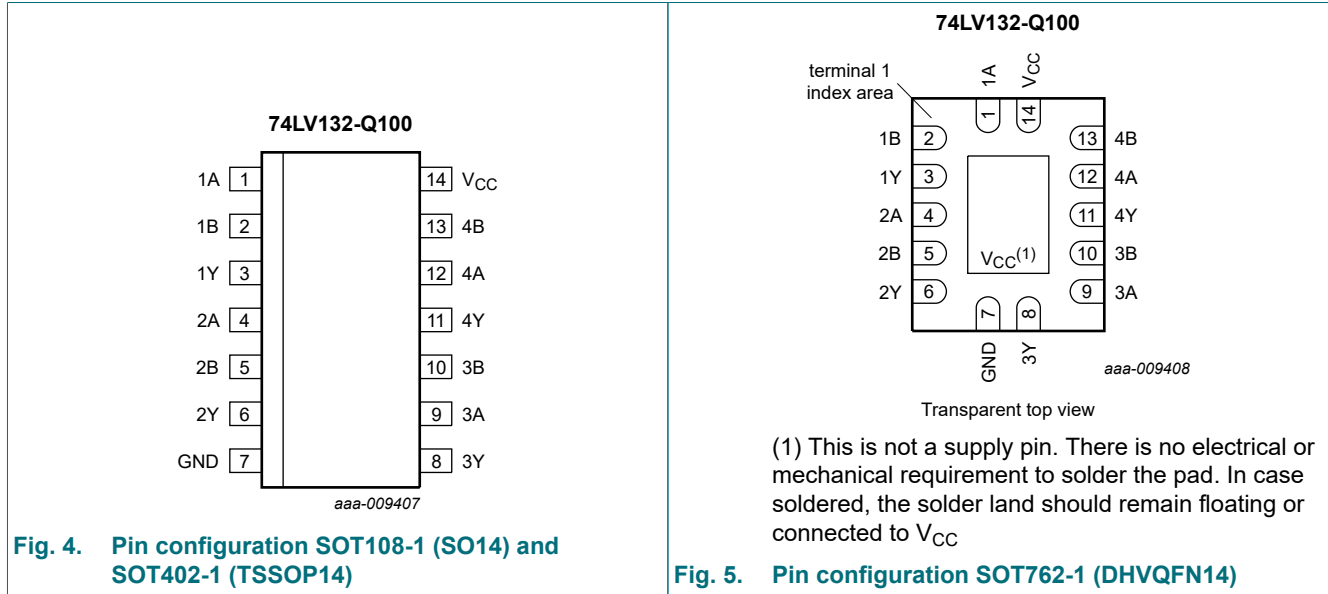 74LV132-Q100
1A 1 14 VCC
1B 2 13 4B
1Y 3 12 4A
2A 4 11 4Y
2B 5 10 3B
2Y 6 9 3A
GND 7 8 3Y
aaa-009407
Fig. 4. Pin configuration SOT108-1 (SO14) and
SOT402-1 (TSSOP14)
74LV132-Q100
terminal 1
index area
1A VCC
1 14
1B 2 13 4B
1Y 3 12 4A
2A 4 11 4Y
2B 5 10 3B
VCC(1)
2Y 6 9 3A
7 8
GND 3Y
aaa-009408
Transparent top view
(1) This is not a supply pin. There is no electrical or
mechanical requirement to solder the pad. In case
soldered, the solder land should remain floating or
connected to VCC
Fig. 5. Pin configuration SOT762-1 (DHVQFN14)